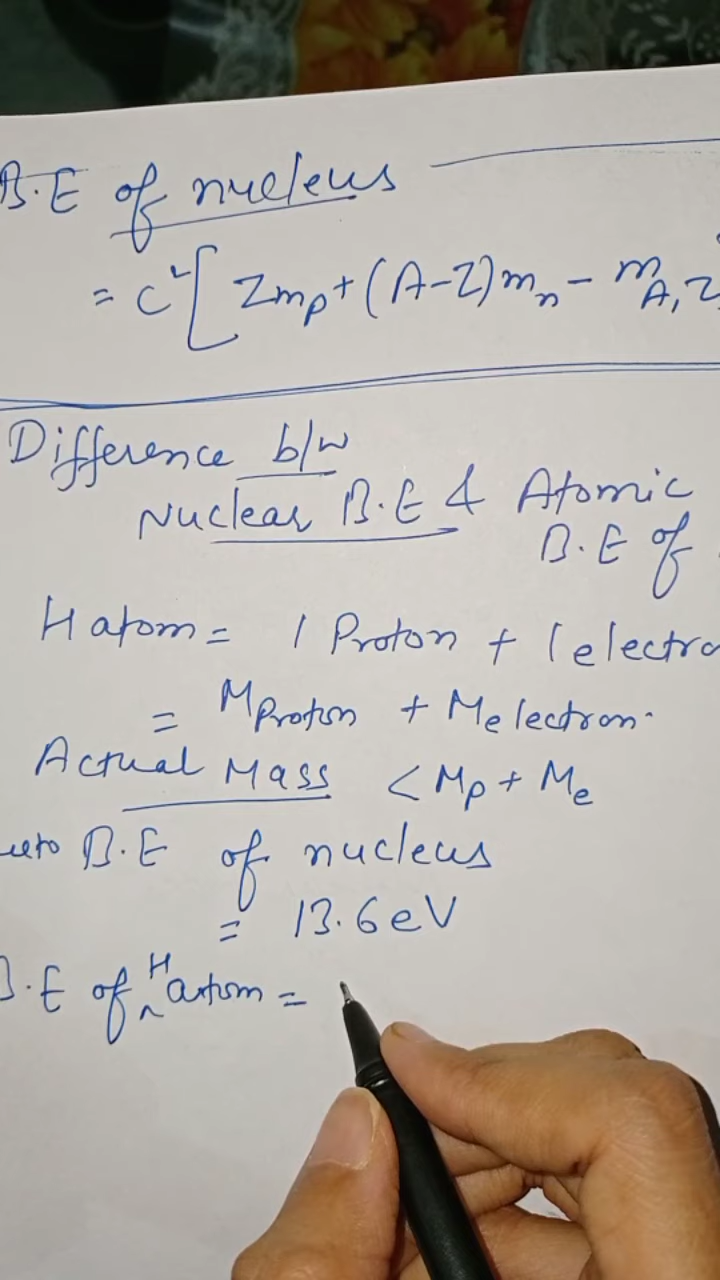 B.E of nucleus
= c²[Zmp+(A-Z)mn- mA,Z
Difference b/w
Nuclear B.E & Atomic
B.E of
H atom = 1 Proton + 1 electro
= MProton + Melectron.
Actual Mass < Mp + Me
B.E of nucleus
= 13.6eV
B.E of H atom =